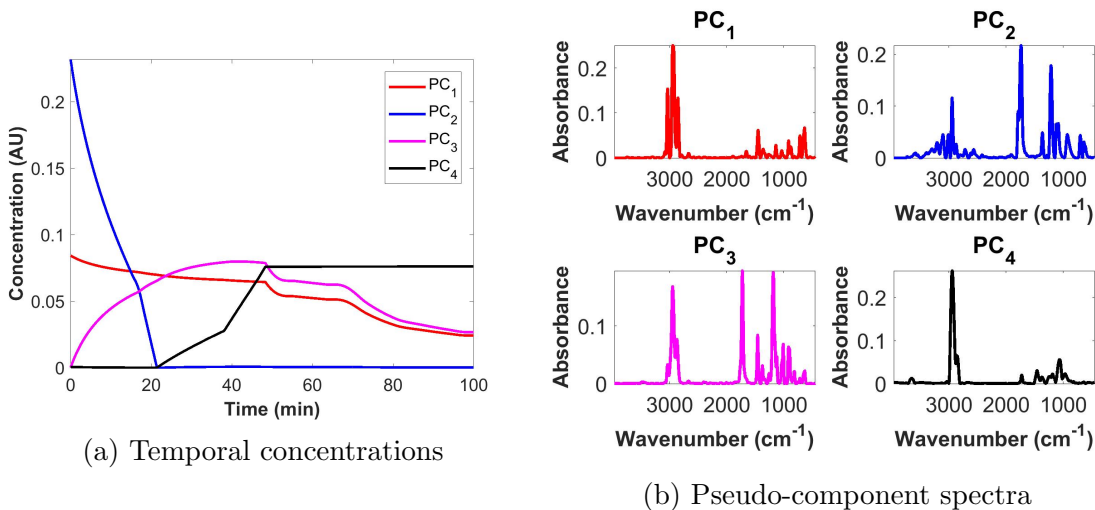 PC₁
PC₂
PC₃
PC₄
0.2
0.15
0.1
0.05
0
0
20
40
60
80
100
Concentration (AU)
Time (min)
(a) Temporal concentrations
PC₁
0.2
0.1
0
Absorbance
3000 2000 1000
Wavenumber (cm⁻¹)
PC₂
0.2
0.1
0
Absorbance
3000 2000 1000
Wavenumber (cm⁻¹)
PC₃
0.1
0
Absorbance
3000 2000 1000
Wavenumber (cm⁻¹)
PC₄
0.2
0.1
0
Absorbance
3000 2000 1000
Wavenumber (cm⁻¹)
(b) Pseudo-component spectra